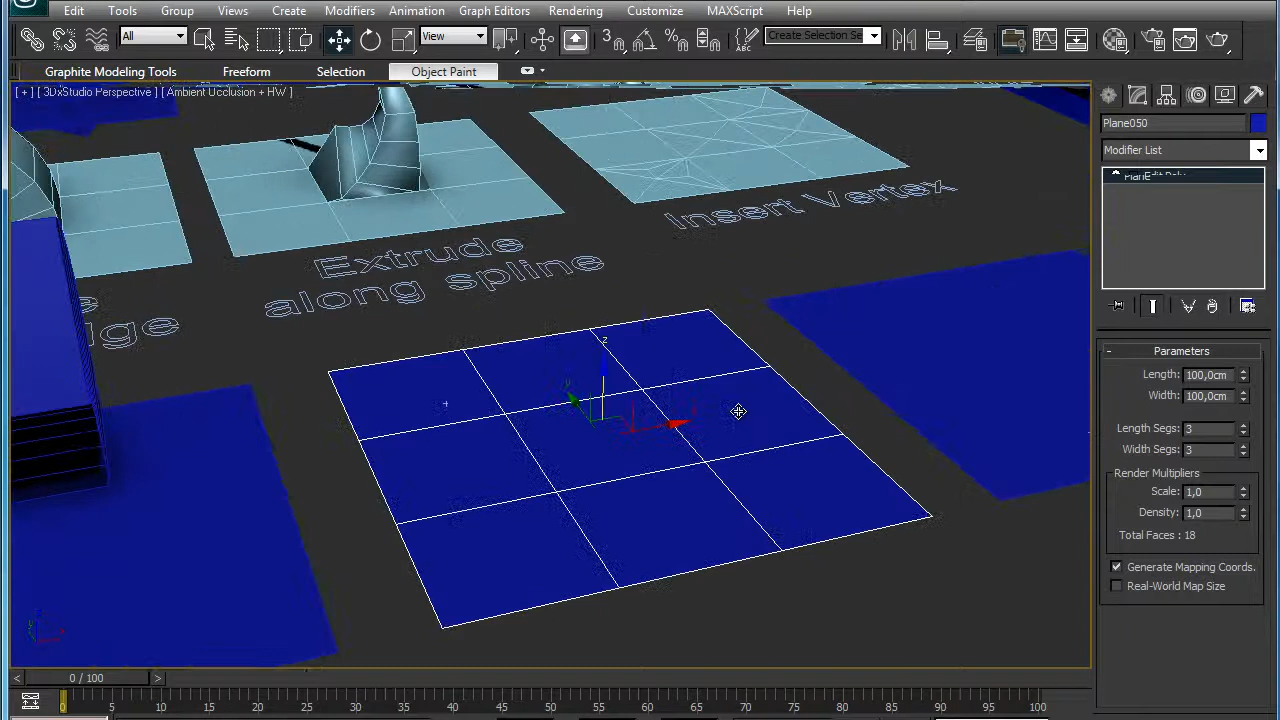 Edit Tools Group Views Create Modifiers Animation Graph Editors Rendering Customize MAXScript Help
All View Create Selection Se
Graphite Modeling Tools Freeform Selection Object Paint
[ + ] [ 3DxStudio Perspective ] [ Ambient Occlusion + HW ]
Plane050
Modifier List
Insert Vertex
Extrude
along spline
z
Parameters
Length: 100,0cm
Width: 100,0cm
Length Segs: 3
Width Segs: 3
Render Multipliers
Scale: 1,0
Density: 1,0
Total Faces : 18
Generate Mapping Coords.
Real-World Map Size
< 0 / 100 >
0 5 10 15 20 25 30 35 40 45 50 55 60 65 70 75 80 85 90 95 100